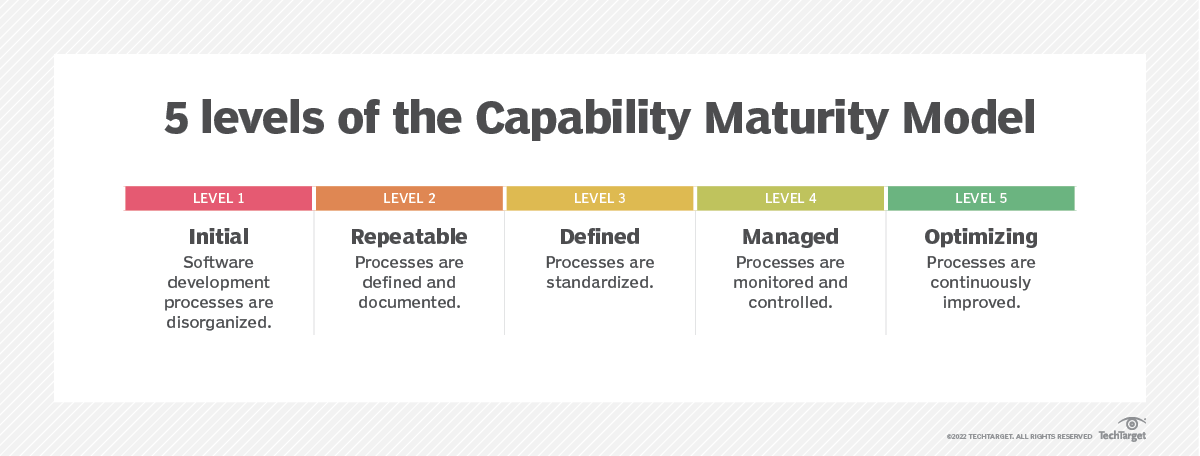 5 levels of the Capability Maturity Model
LEVEL 1
Initial
Software
development
processes are
disorganized.
LEVEL 2
Repeatable
Processes are
defined and
documented.
LEVEL 3
Defined
Processes are
standardized.
LEVEL 4
Managed
Processes are
monitored and
controlled.
LEVEL 5
Optimizing
Processes are
continuously
improved.
©2022 TECHTARGET. ALL RIGHTS RESERVED
TechTarget